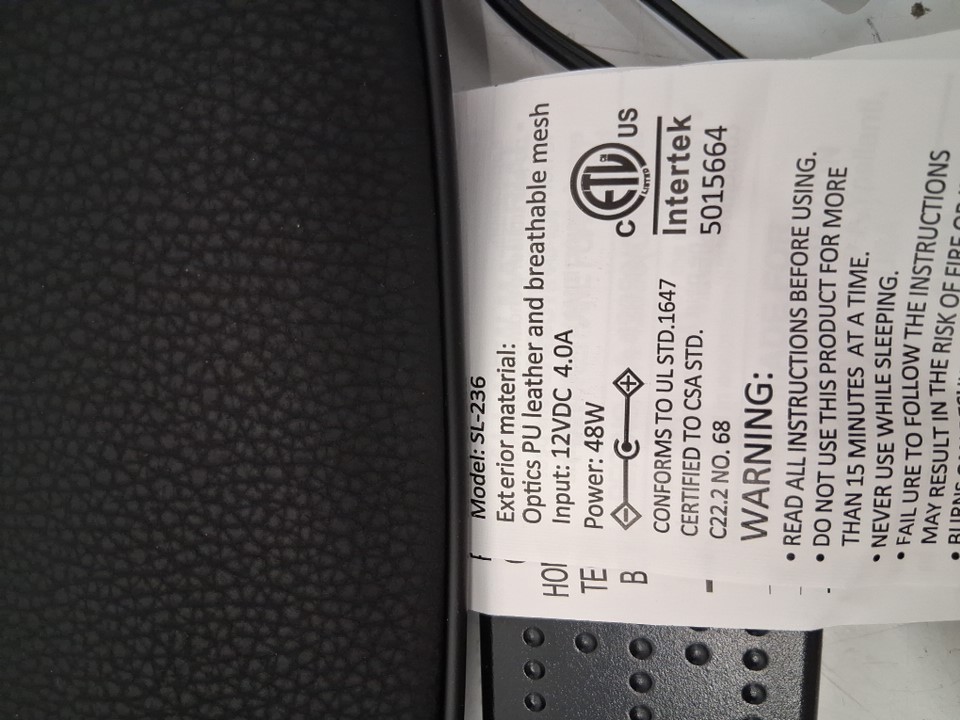 Model: SL-236
Exterior material:
Optics PU leather and breathable mesh
Input: 12VDC 4.0A
Power: 48W
CONFORMS TO UL STD.1647
CERTIFIED TO CSA STD.
C22.2 NO. 68
C ETL US
LISTED
Intertek
5015664
WARNING:
• READ ALL INSTRUCTIONS BEFORE USING.
• DO NOT USE THIS PRODUCT FOR MORE
THAN 15 MINUTES AT A TIME.
• NEVER USE WHILE SLEEPING.
• FAILURE TO FOLLOW THE INSTRUCTIONS
MAY RESULT IN THE RISK OF FIRE OR